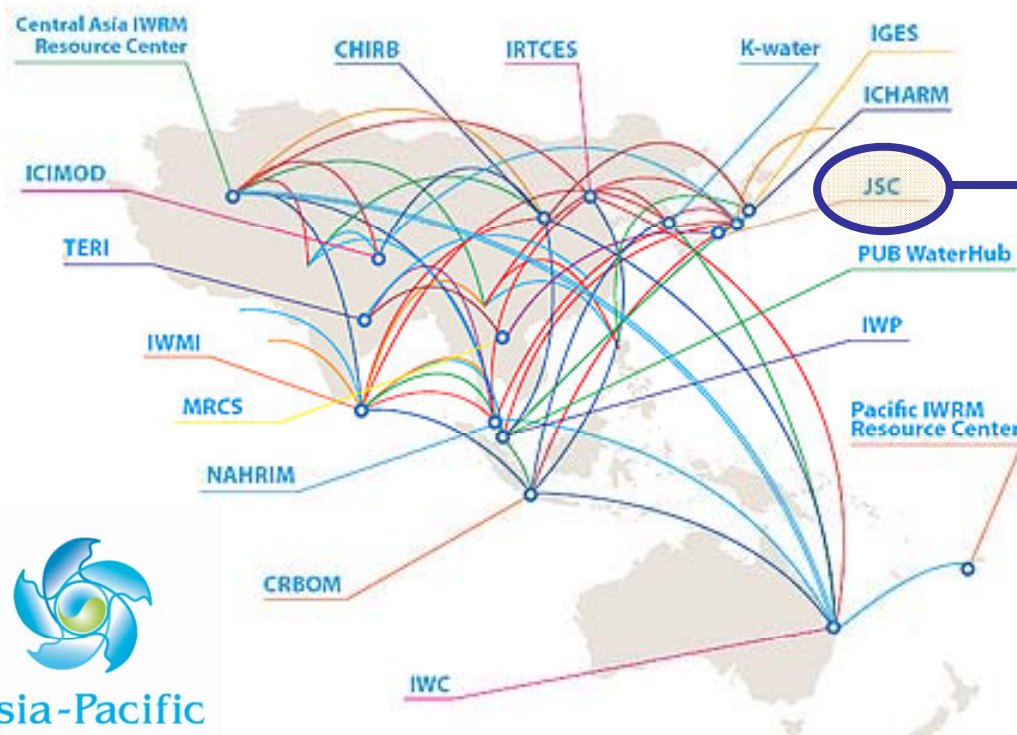 Central Asia IWRM
Resource Center
CHIRB
IRTCES
K-water
IGES
ICHARM
ICIMOD
JSC
TERI
PUB WaterHub
IWMI
IWP
MRCS
Pacific IWRM
Resource Center
NAHRIM
CRBOM
IWC
sia-Pacific